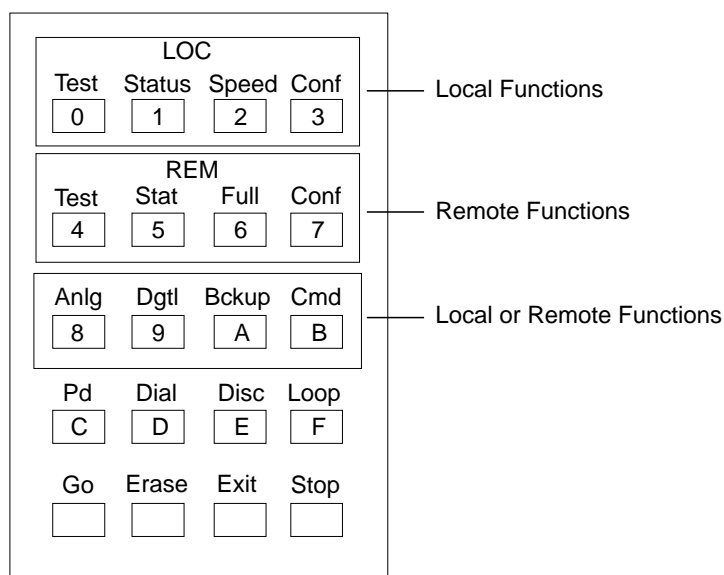 LOC
Test Status Speed Conf
0 1 2 3
Local Functions
REM
Test Stat Full Conf
4 5 6 7
Remote Functions
Anlg Dgtl Bckup Cmd
8 9 A B
Local or Remote Functions
Pd Dial Disc Loop
C D E F
Go Erase Exit Stop